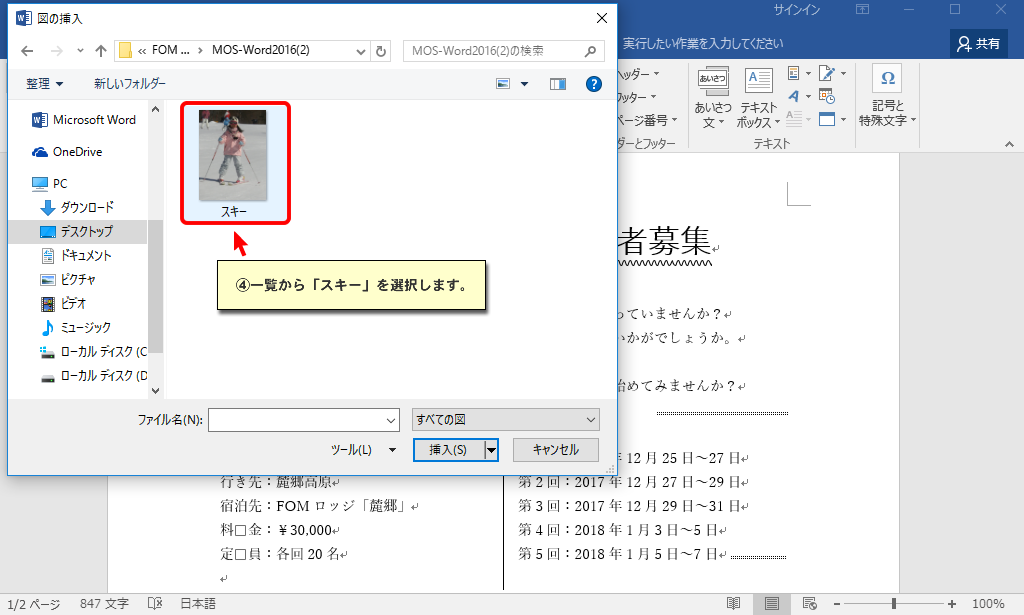 図の挿入
サインイン
« FOM ... › MOS-Word2016(2)
MOS-Word2016(2)の検索
実行したい作業を入力してください
共有
整理
新しいフォルダー
Microsoft Word
OneDrive
PC
ダウンロード
デスクトップ
ドキュメント
ピクチャ
ビデオ
ミュージック
ローカル ディスク (C
ローカル ディスク (D
スキー
④一覧から「スキー」を選択します。
ファイル名(N):
すべての図
ツール(L)
挿入(S)
キャンセル
ヘッダー
フッター
ページ番号
ダーとフッター
あいさつ
あいさつ
文
テキスト
ボックス
テキスト
Ω
記号と
特殊文字
者募集
っていませんか？
いかがでしょうか。
始めてみませんか？
年 12 月 25 日～27 日
行き先：麓郷高原
宿泊先：FOM ロッジ「麓郷」
料□金：￥30,000
定□員：各回 20 名
第 2 回：2017 年 12 月 27 日～29 日
第 3 回：2017 年 12 月 29 日～31 日
第 4 回：2018 年 1 月 3 日～5 日
第 5 回：2018 年 1 月 5 日～7 日
1/2 ページ
847 文字
日本語
100%